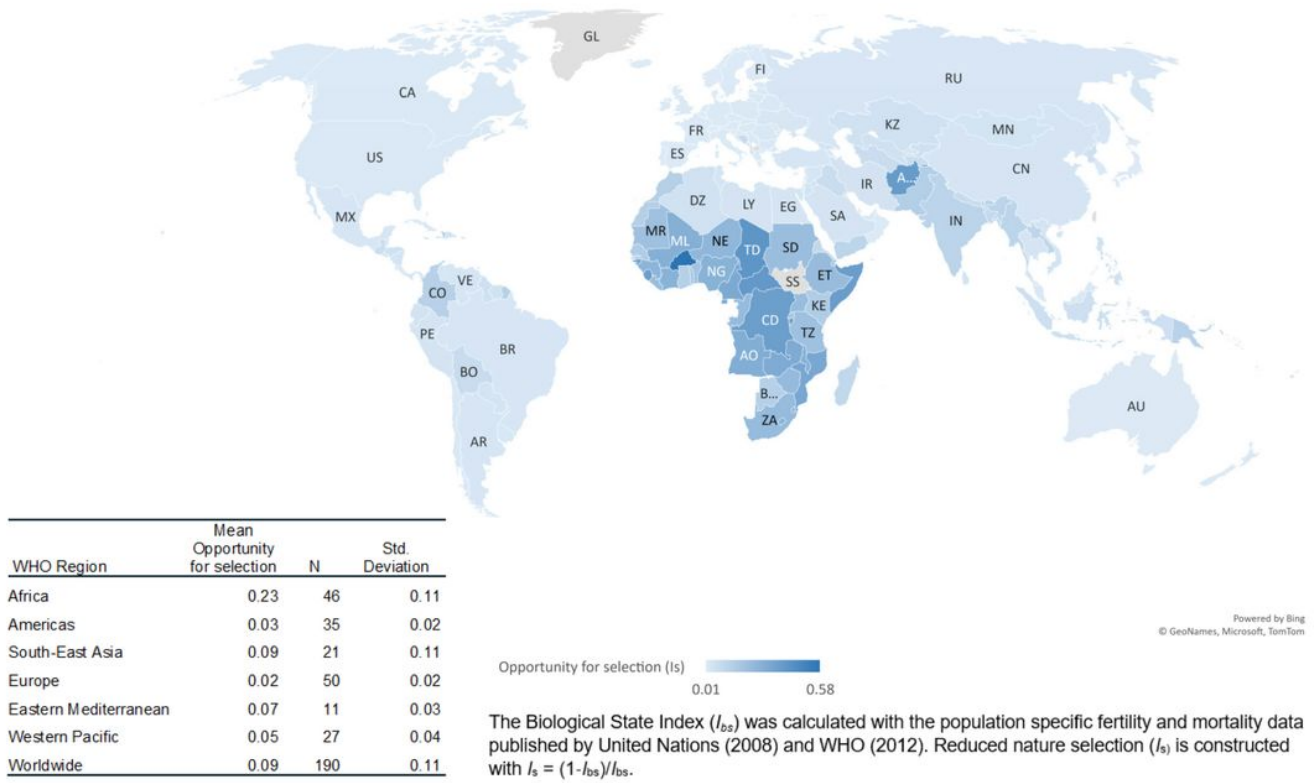 GL
FI
RU
CA
KZ
MN
FR
US
ES
CN
IR
A...
DZ
LY
EG
MX
SA
IN
MR
ML
NE
TD
SD
NG
ET
SS
VE
CO
KE
CD
PE
TZ
BR
AO
BO
B...
AU
ZA
AR
WHO Region Mean Opportunity for selection N Std. Deviation
Africa 0.23 46 0.11
Americas 0.03 35 0.02
South-East Asia 0.09 21 0.11
Europe 0.02 50 0.02
Eastern Mediterranean 0.07 11 0.03
Western Pacific 0.05 27 0.04
Worldwide 0.09 190 0.11
Powered by Bing
© GeoNames, Microsoft, TomTom
Opportunity for selection (Is)
0.01 0.58
The Biological State Index (Ibs) was calculated with the population specific fertility and mortality data
published by United Nations (2008) and WHO (2012). Reduced nature selection (Is) is constructed
with Is = (1-Ibs)/Ibs.